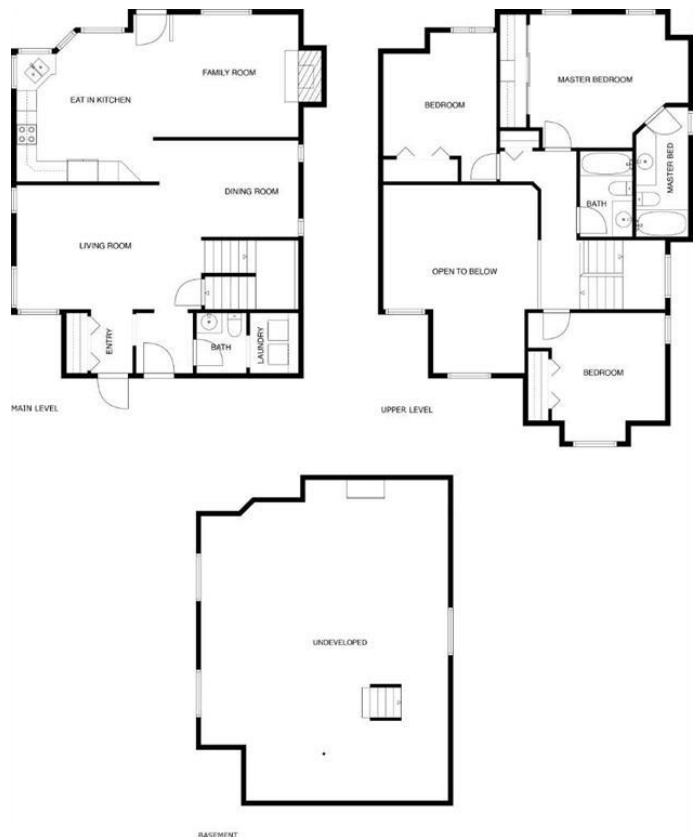 FAMILY ROOM
EAT IN KITCHEN
DINING ROOM
LIVING ROOM
ENTRY
BATH
LAUNDRY
MAIN LEVEL
MASTER BEDROOM
BEDROOM
MASTER BED
BATH
OPEN TO BELOW
BEDROOM
UPPER LEVEL
UNDEVELOPED
BASEMENT